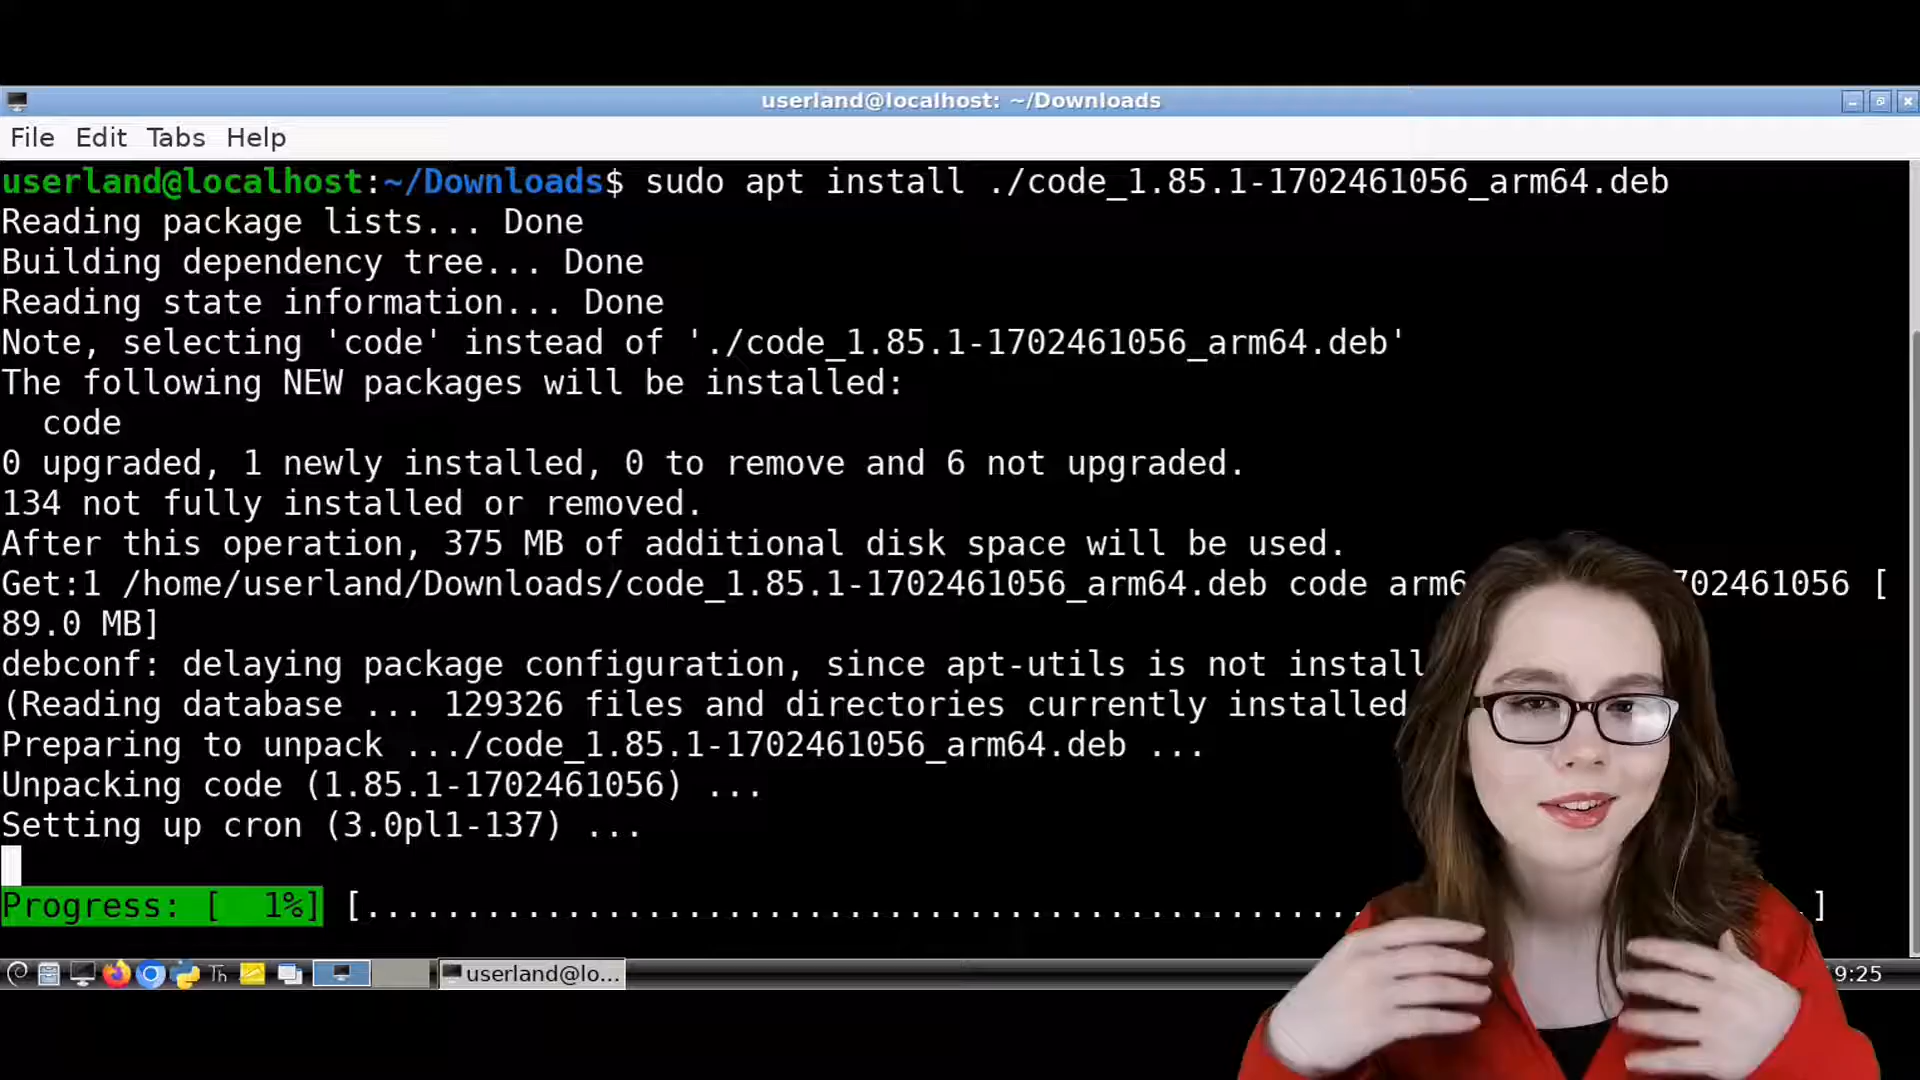 userland@localhost: ~/Downloads
File Edit Tabs Help
userland@localhost:~/Downloads$ sudo apt install ./code_1.85.1-1702461056_arm64.deb
Reading package lists... Done
Building dependency tree... Done
Reading state information... Done
Note, selecting 'code' instead of './code_1.85.1-1702461056_arm64.deb'
The following NEW packages will be installed:
code
0 upgraded, 1 newly installed, 0 to remove and 6 not upgraded.
134 not fully installed or removed.
After this operation, 375 MB of additional disk space will be used.
Get:1 /home/userland/Downloads/code_1.85.1-1702461056_arm64.deb code arm6 702461056 [
89.0 MB]
debconf: delaying package configuration, since apt-utils is not install
(Reading database ... 129326 files and directories currently installed
Preparing to unpack .../code_1.85.1-1702461056_arm64.deb ...
Unpacking code (1.85.1-1702461056) ...
Setting up cron (3.0pl1-137) ...
Progress: [  1%] [..................................................]
Th
userland@lo...
9:25